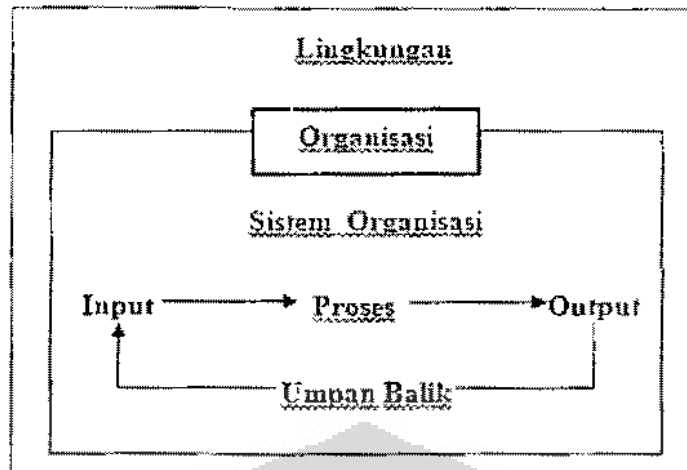 Lingkungan
Organisasi
Sistem Organisasi
Input Proses Output
Umpan Balik